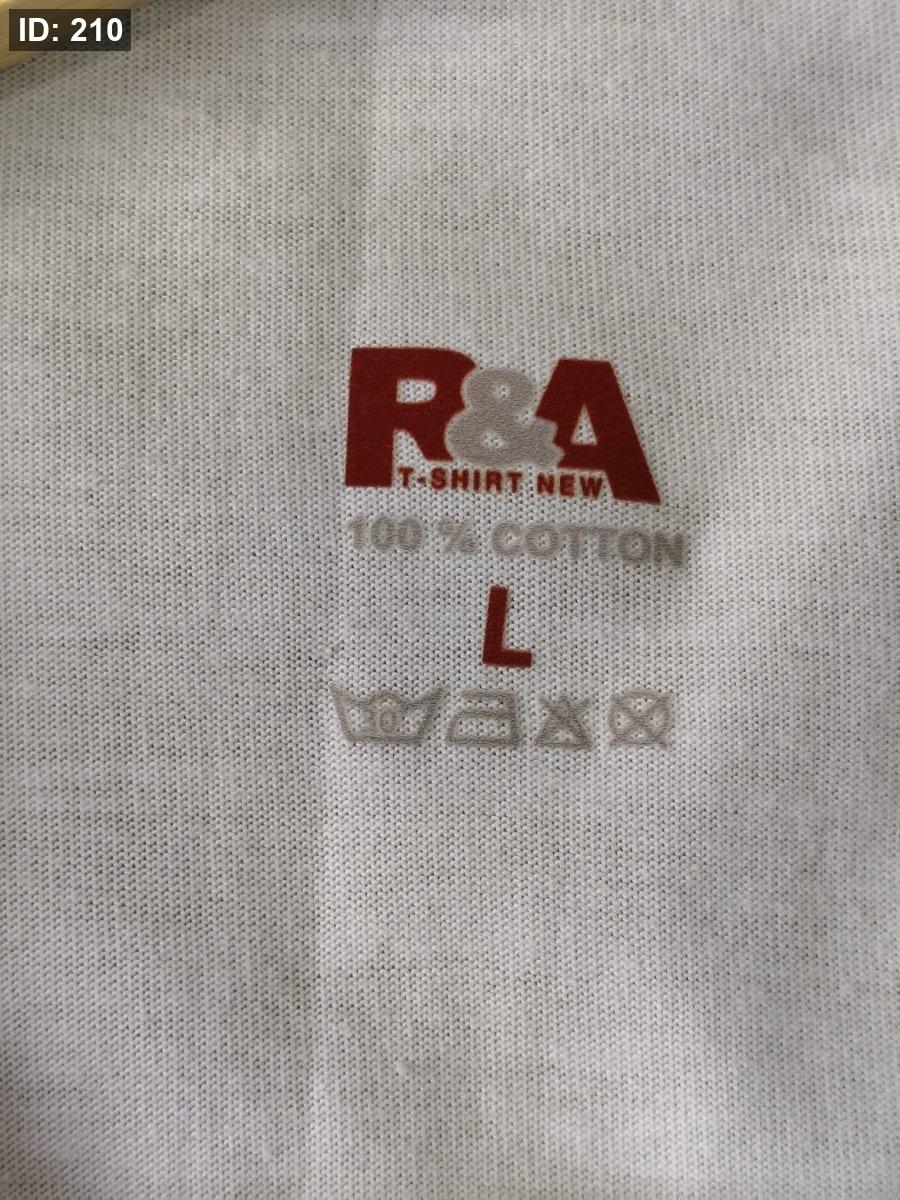 ID: 210
R&A
T-SHIRT NEW
100 % COTTON
L
30